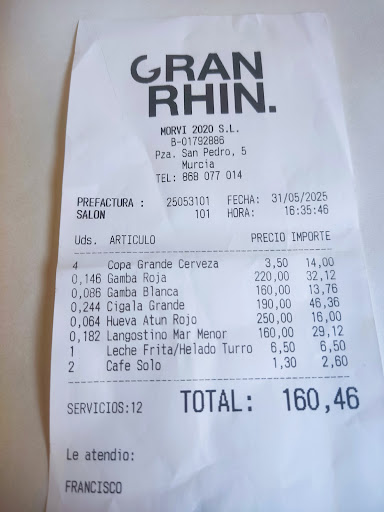 GRAN
RHIN.
MORVI 2020 S.L.
B-01792886
Pza. San Pedro, 5
Murcia
TEL: 868 077 014
PREFACTURA : 25053101 FECHA: 31/05/2025
SALON 101 HORA: 16:35:46
Uds. ARTICULO PRECIO IMPORTE
4 Copa Grande Cerveza 3,50 14,00
0,146 Gamba Roja 220,00 32,12
0,086 Gamba Blanca 160,00 13,76
0,244 Cigala Grande 190,00 46,36
0,064 Hueva Atun Rojo 250,00 16,00
0,182 Langostino Mar Menor 160,00 29,12
1 Leche Frita/Helado Turro 6,50 6,50
2 Cafe Solo 1,30 2,60
SERVICIOS:12 TOTAL: 160,46
Le atendio:
FRANCISCO